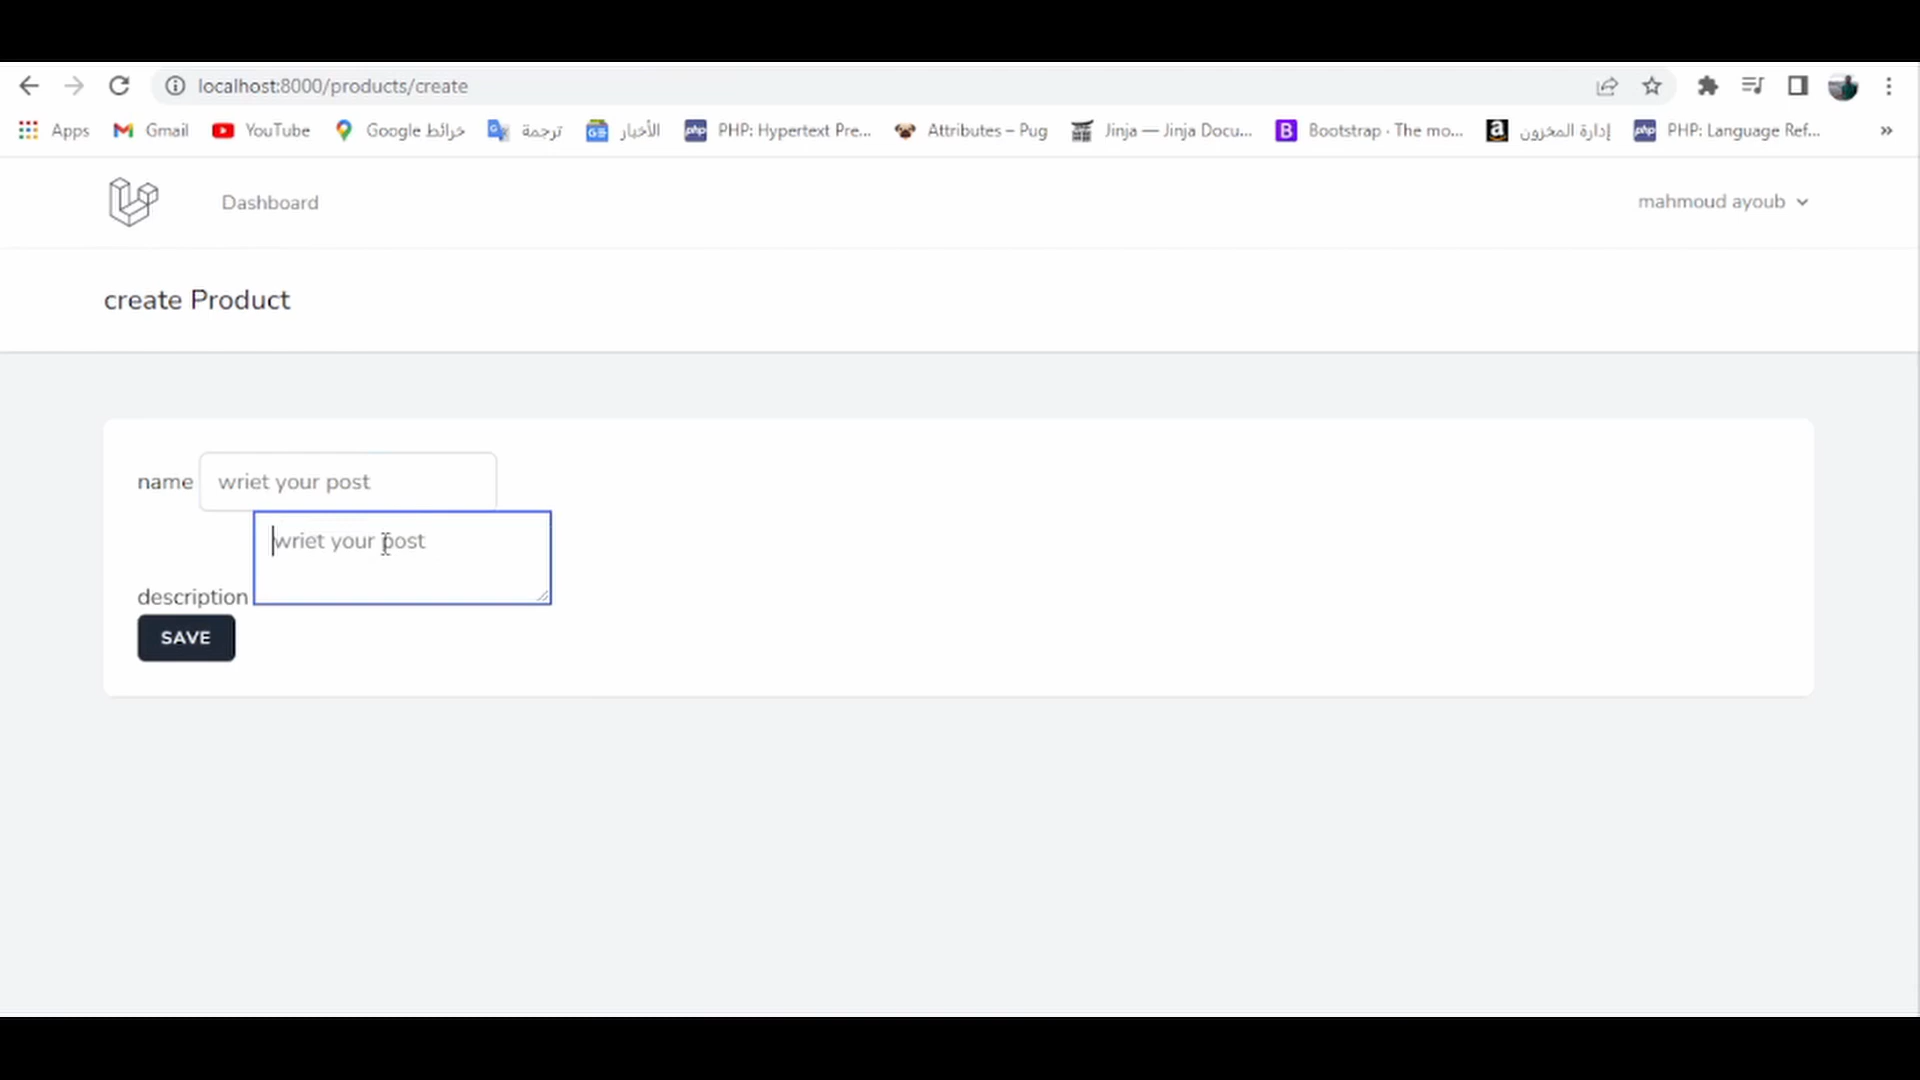 localhost:8000/products/create
Apps Gmail YouTube خرائط Google ترجمة الأخبار PHP: Hypertext Pre... Attributes – Pug Jinja — Jinja Docu... Bootstrap · The mo... إدارة المخزون PHP: Language Ref... »
Dashboard mahmoud ayoub
create Product
name wriet your post
wriet your post
description
SAVE